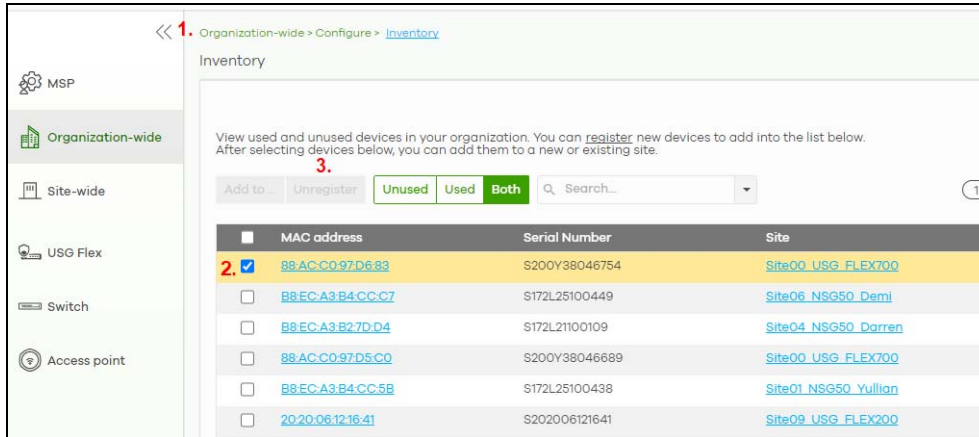 1. Organization-wide > Configure > Inventory
Inventory
MSP
Organization-wide
Site-wide
USG Flex
Switch
Access point
View used and unused devices in your organization. You can register new devices to add into the list below.
After selecting devices below, you can add them to a new or existing site.
3.
Add to... Unregister Unused Used Both Search... 1
MAC address Serial Number Site
2. 88:AC:C0:97:D6:83 S200Y38046754 Site00_USG_FLEX700
B8:EC:A3:B4:CC:C7 S172L25100449 Site06_NSG50_Demi
B8:EC:A3:B2:7D:D4 S172L21100109 Site04_NSG50_Darren
88:AC:C0:97:D5:C0 S200Y38046689 Site00_USG_FLEX700
B8:EC:A3:B4:CC:5B S172L25100438 Site01_NSG50_Yullian
20:20:06:12:16:41 S202006121641 Site09_USG_FLEX200